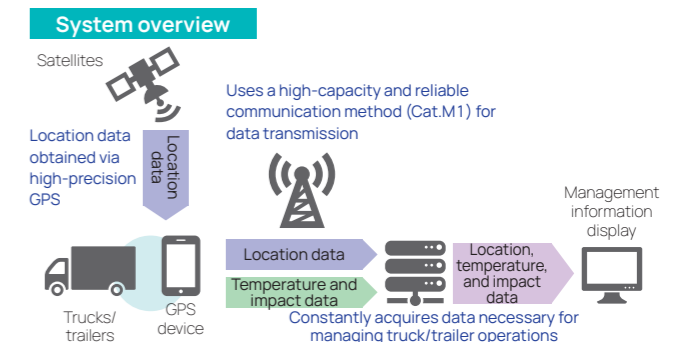 System overview
Satellites
Uses a high-capacity and reliable
communication method (Cat.M1) for
data transmission
Location data
obtained via
high-precision
GPS
Location
data
Management
information
display
Location data
Temperature and
impact data
Location,
temperature,
and impact
data
Trucks/
trailers
GPS
device
Constantly acquires data necessary for
managing truck/trailer operations